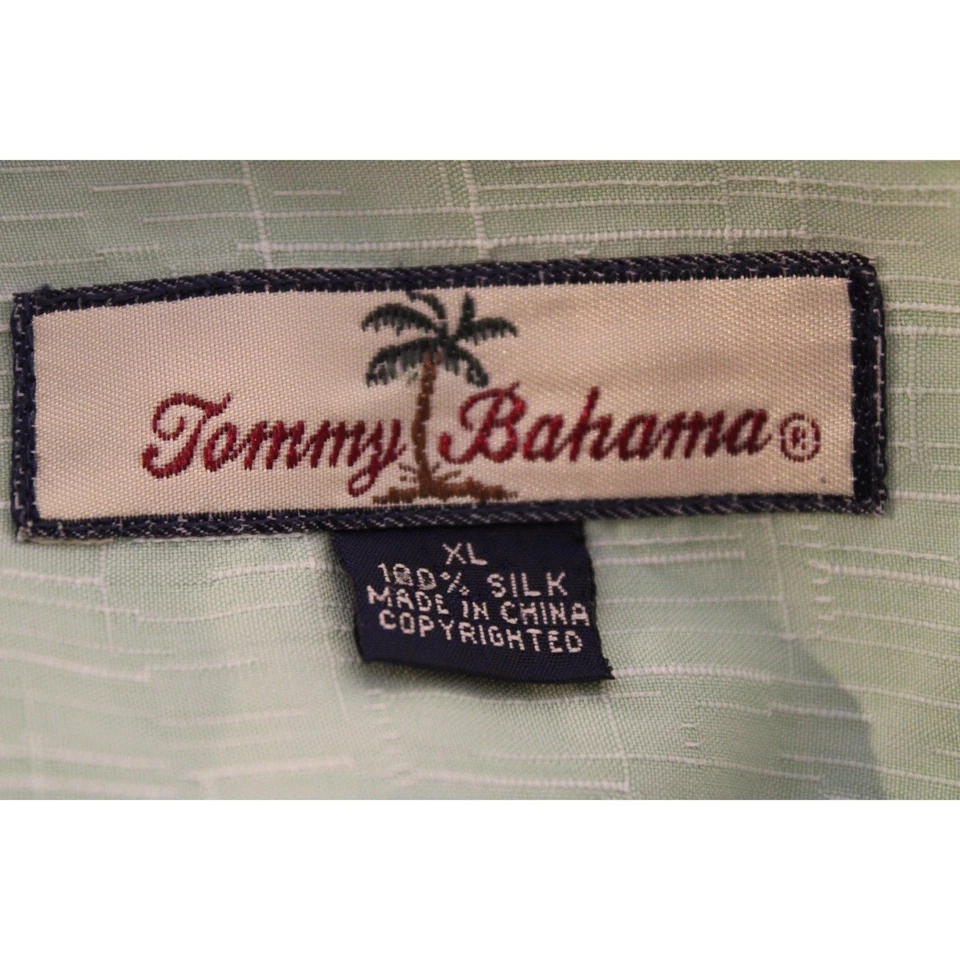 Tommy Bahama®
XL
100% SILK
MADE IN CHINA
COPYRIGHTED